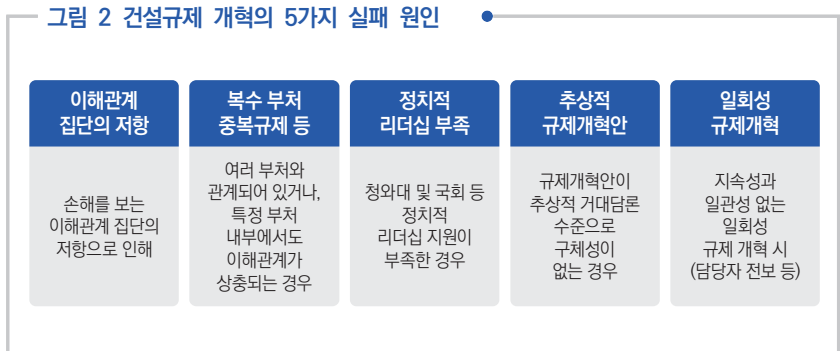 그림 2 건설규제 개혁의 5가지 실패 원인
이해관계
집단의 저항
손해를 보는
이해관계 집단의
저항으로 인해
복수 부처
중복규제 등
여러 부처와
관계되어 있거나,
특정 부처
내부에서도
이해관계가
상충되는 경우
정치적
리더십 부족
청와대 및 국회 등
정치적
리더십 지원이
부족한 경우
추상적
규제개혁안
규제개혁안이
추상적 거대담론
수준으로
구체성이
없는 경우
일회성
규제개혁
지속성과
일관성 없는
일회성
규제 개혁 시
(담당자 전보 등)